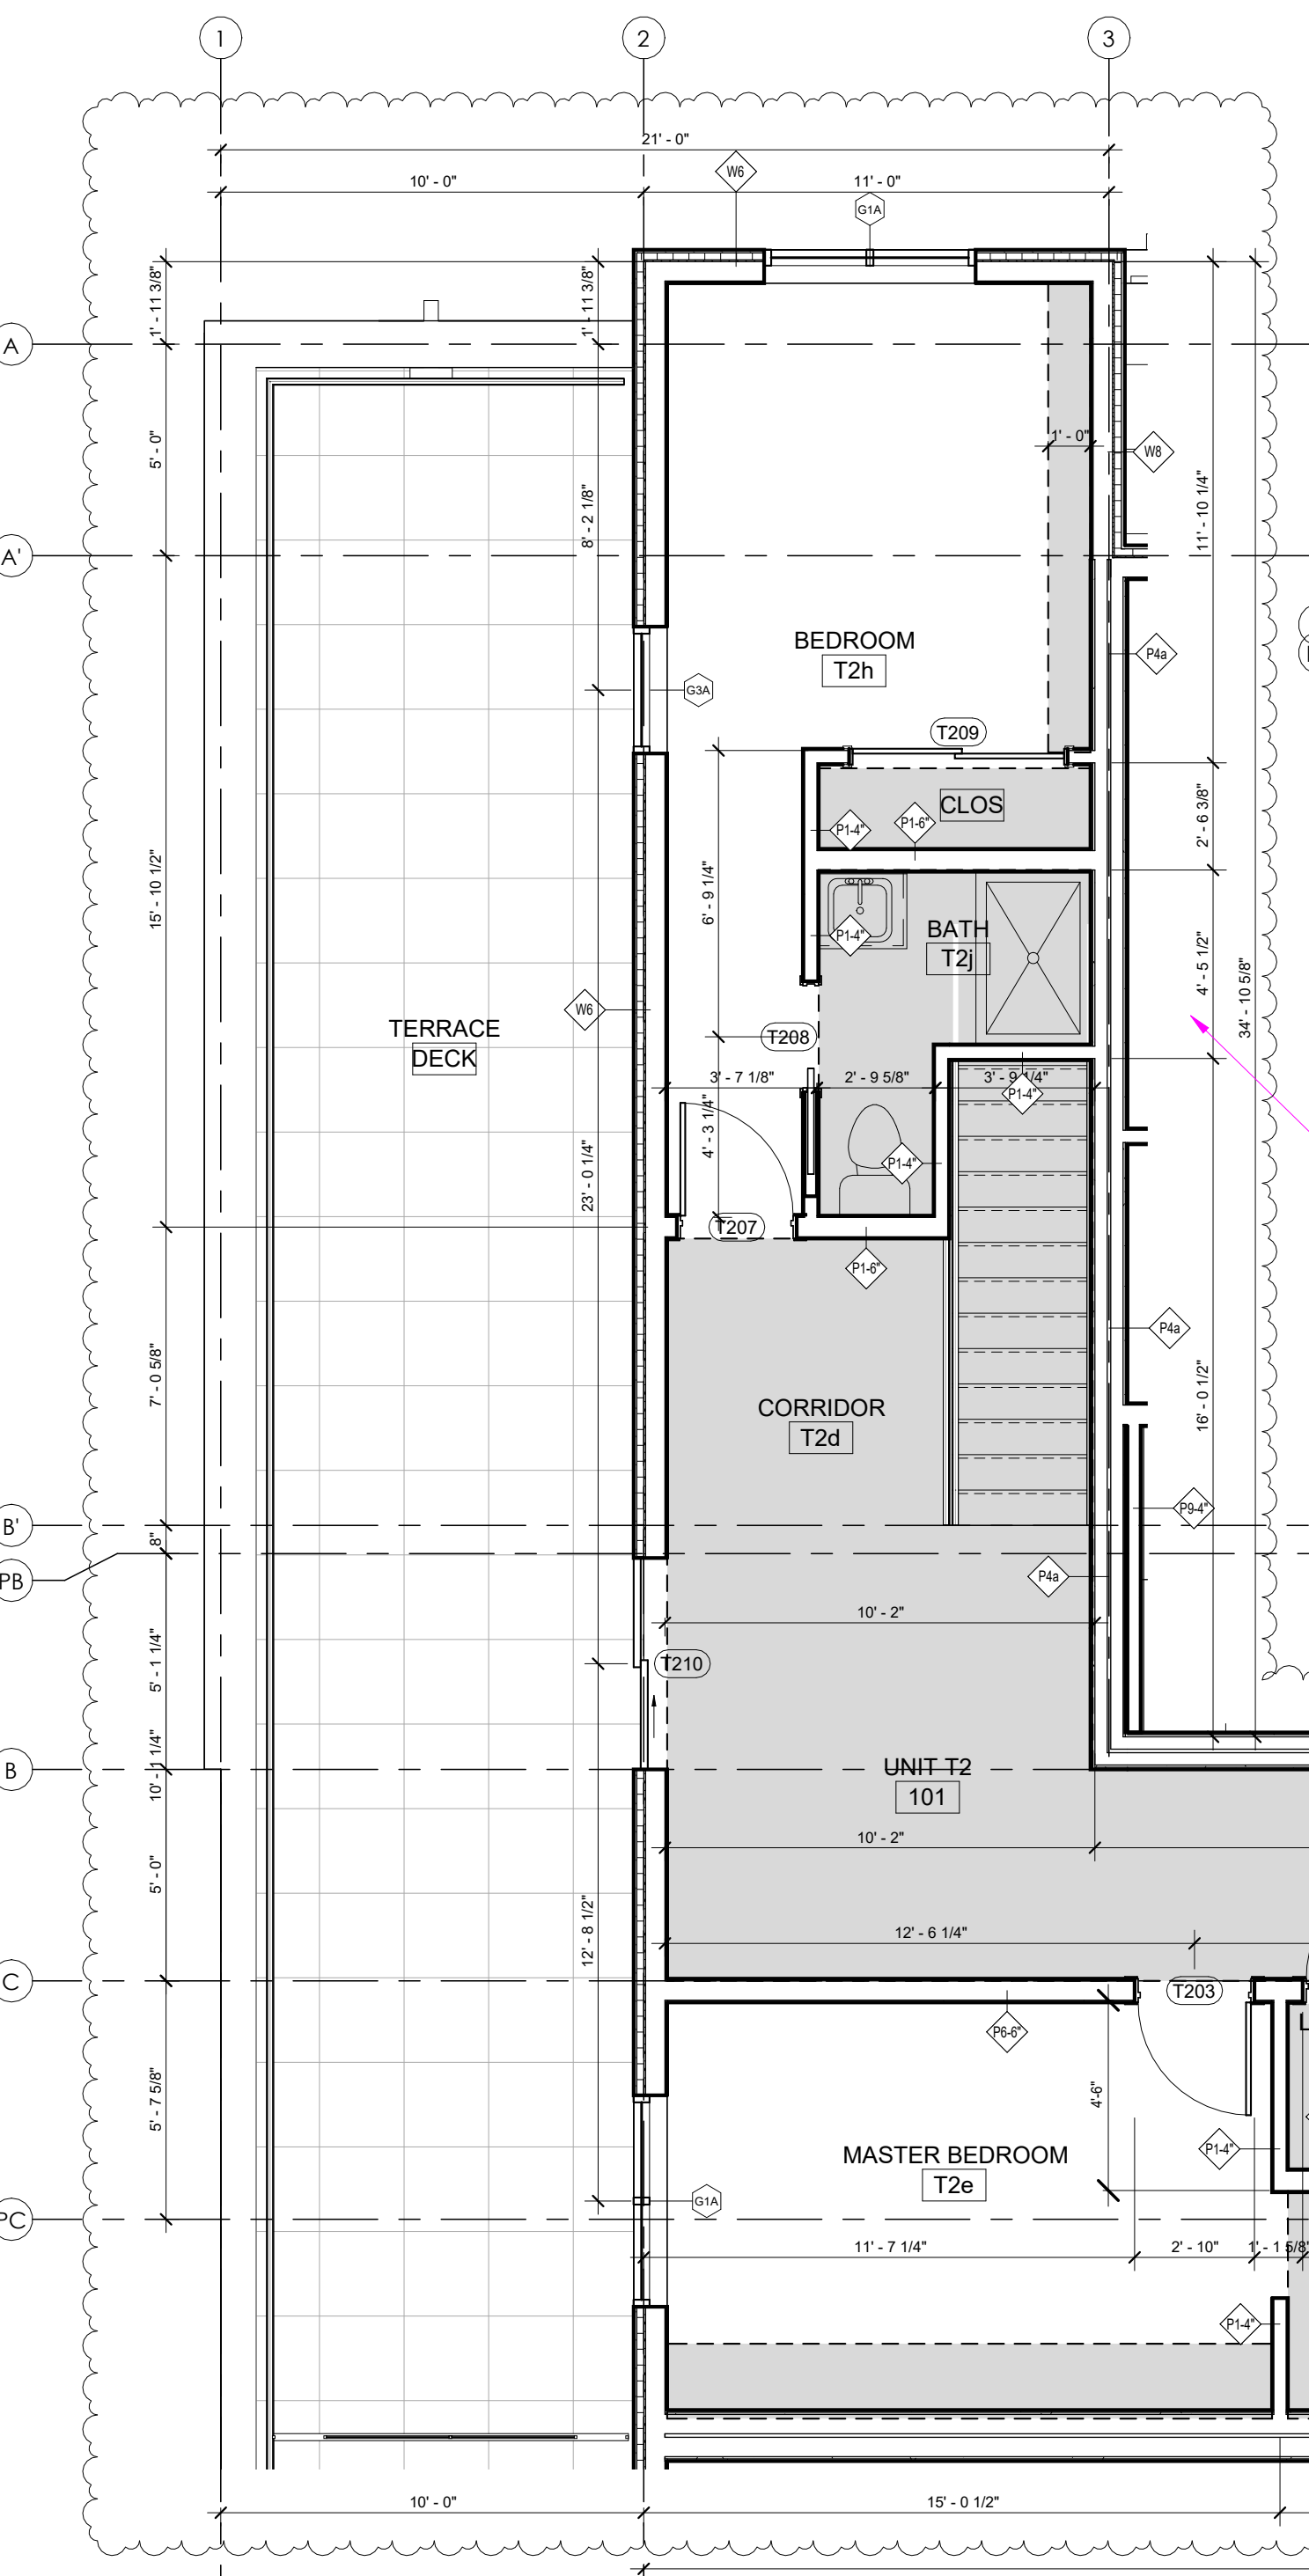 1
2
3
21' - 0"
10' - 0"
W6
11' - 0"
G1A
1' - 11 3/8"
1' - 11 3/8"
A
5' - 0"
8' - 2 1/8"
1' - 0"
W8
11' - 10 1/4"
A'
BEDROOM
T2h
P4a
G3A
T209
CLOS
P1-4"
P1-6"
2' - 6 3/8"
15' - 10 1/2"
6' - 9 1/4"
BATH
T2j
P1-4"
4' - 5 1/2"
34' - 10 5/8"
W6
TERRACE
DECK
T208
3' - 7 1/8"
2' - 9 5/8"
3' - 9 1/4"
P1-4"
4' - 3 1/4"
P1-4"
23' - 0 1/4"
T207
P1-6"
P4a
7' - 0 5/8"
CORRIDOR
T2d
16' - 0 1/2"
P9-4"
B'
8"
PB
P4a
10' - 2"
5' - 1 1/4"
T210
B
10' - 1 1/4"
UNIT T2
101
10' - 2"
5' - 0"
12' - 8 1/2"
12' - 6 1/4"
C
T203
P6-6"
L
5' - 7 5/8"
4'-6"
P1-4"
MASTER BEDROOM
T2e
G1A
PC
11' - 7 1/4"
2' - 10"
1' - 1 5/8"
P1-4"
10' - 0"
15' - 0 1/2"